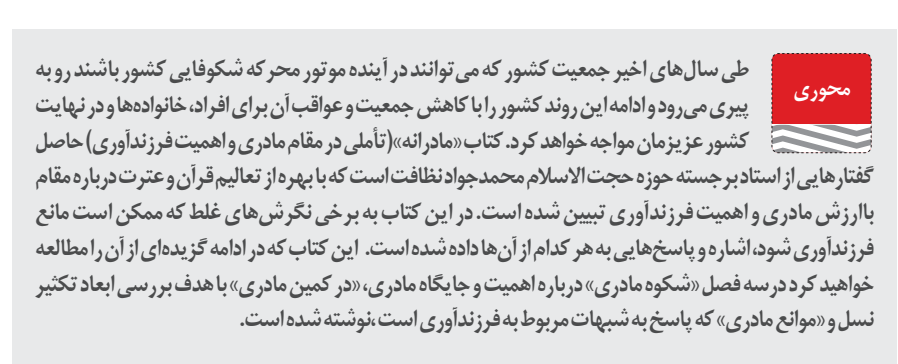 محوری
طی سال‌های اخیر جمعیت کشور که می‌توانند در آینده موتور محرکه شکوفایی کشور باشند رو به
پیری می‌رود و ادامه این روند کشور را با کاهش جمعیت و عواقب آن برای افراد، خانواده‌ها و در نهایت
کشور عزیزمان مواجه خواهد کرد. کتاب «مادرانه» (تأملی در مقام مادری و اهمیت فرزندآوری) حاصل
گفتارهایی از استاد برجسته حوزه حجت‌الاسلام محمدجواد نظافت است که با بهره از تعالیم قرآن و عترت درباره مقام
باارزش مادری و اهمیت فرزندآوری تبیین شده است. در این کتاب به برخی نگرش‌های غلط که ممکن است مانع
فرزندآوری شود، اشاره و پاسخ‌هایی به هر کدام از آن‌ها داده شده است. این کتاب که در ادامه گزیده‌ای از آن را مطالعه
خواهید کرد در سه فصل «شکوه مادری» درباره اهمیت و جایگاه مادری، «در کمین مادری» با هدف بررسی ابعاد تکثیر
نسل و «موانع مادری» که پاسخ به شبهات مربوط به فرزندآوری است، نوشته شده است.